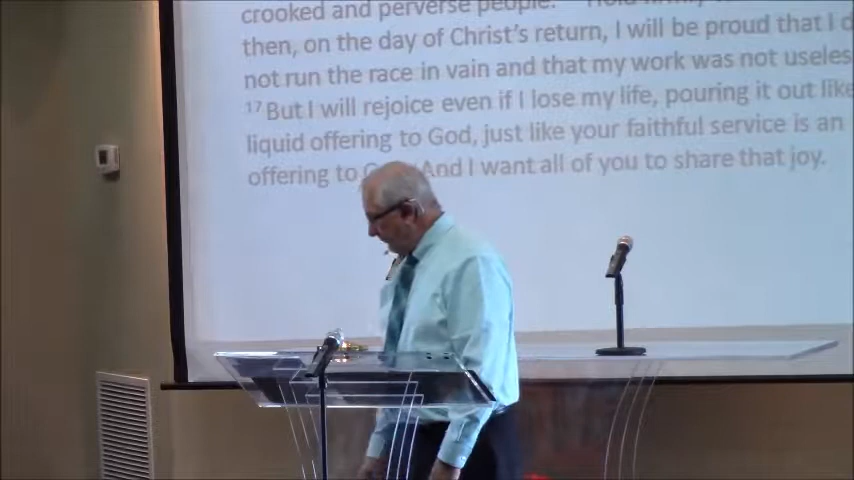 crooked and perverse people.
then, on the day of Christ's return, I will be proud that I d
not run the race in vain and that my work was not useles
17 But I will rejoice even if I lose my life, pouring it out like
liquid offering to God, just like your faithful service is an
offering to And I want all of you to share that joy.